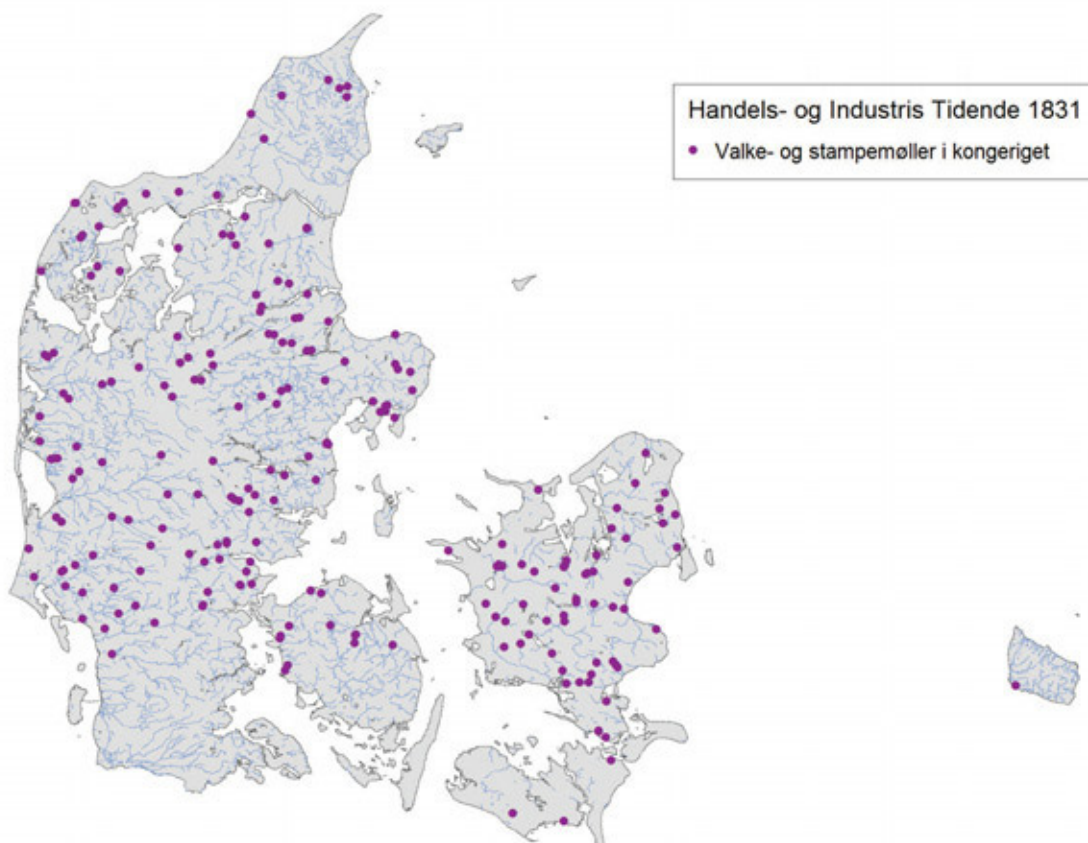 Handels- og Industris Tidende 1831
Valke- og stampemøller i kongeriget